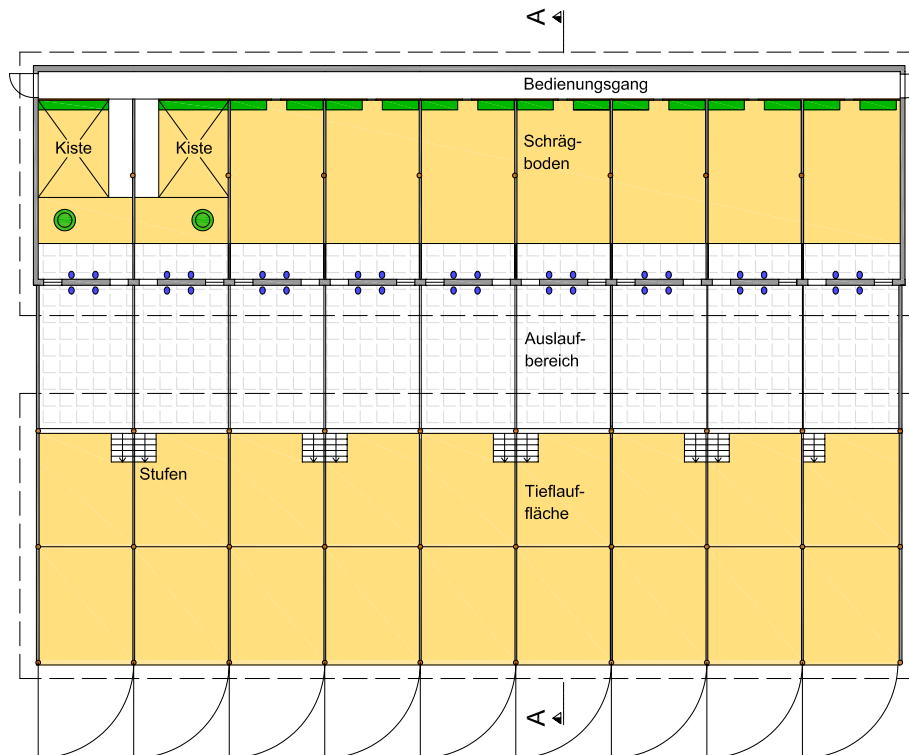 A
Bedienungsgang
Kiste
Kiste
Schräg-
boden
Auslauf-
bereich
Stufen
Tieflauf-
fläche
A